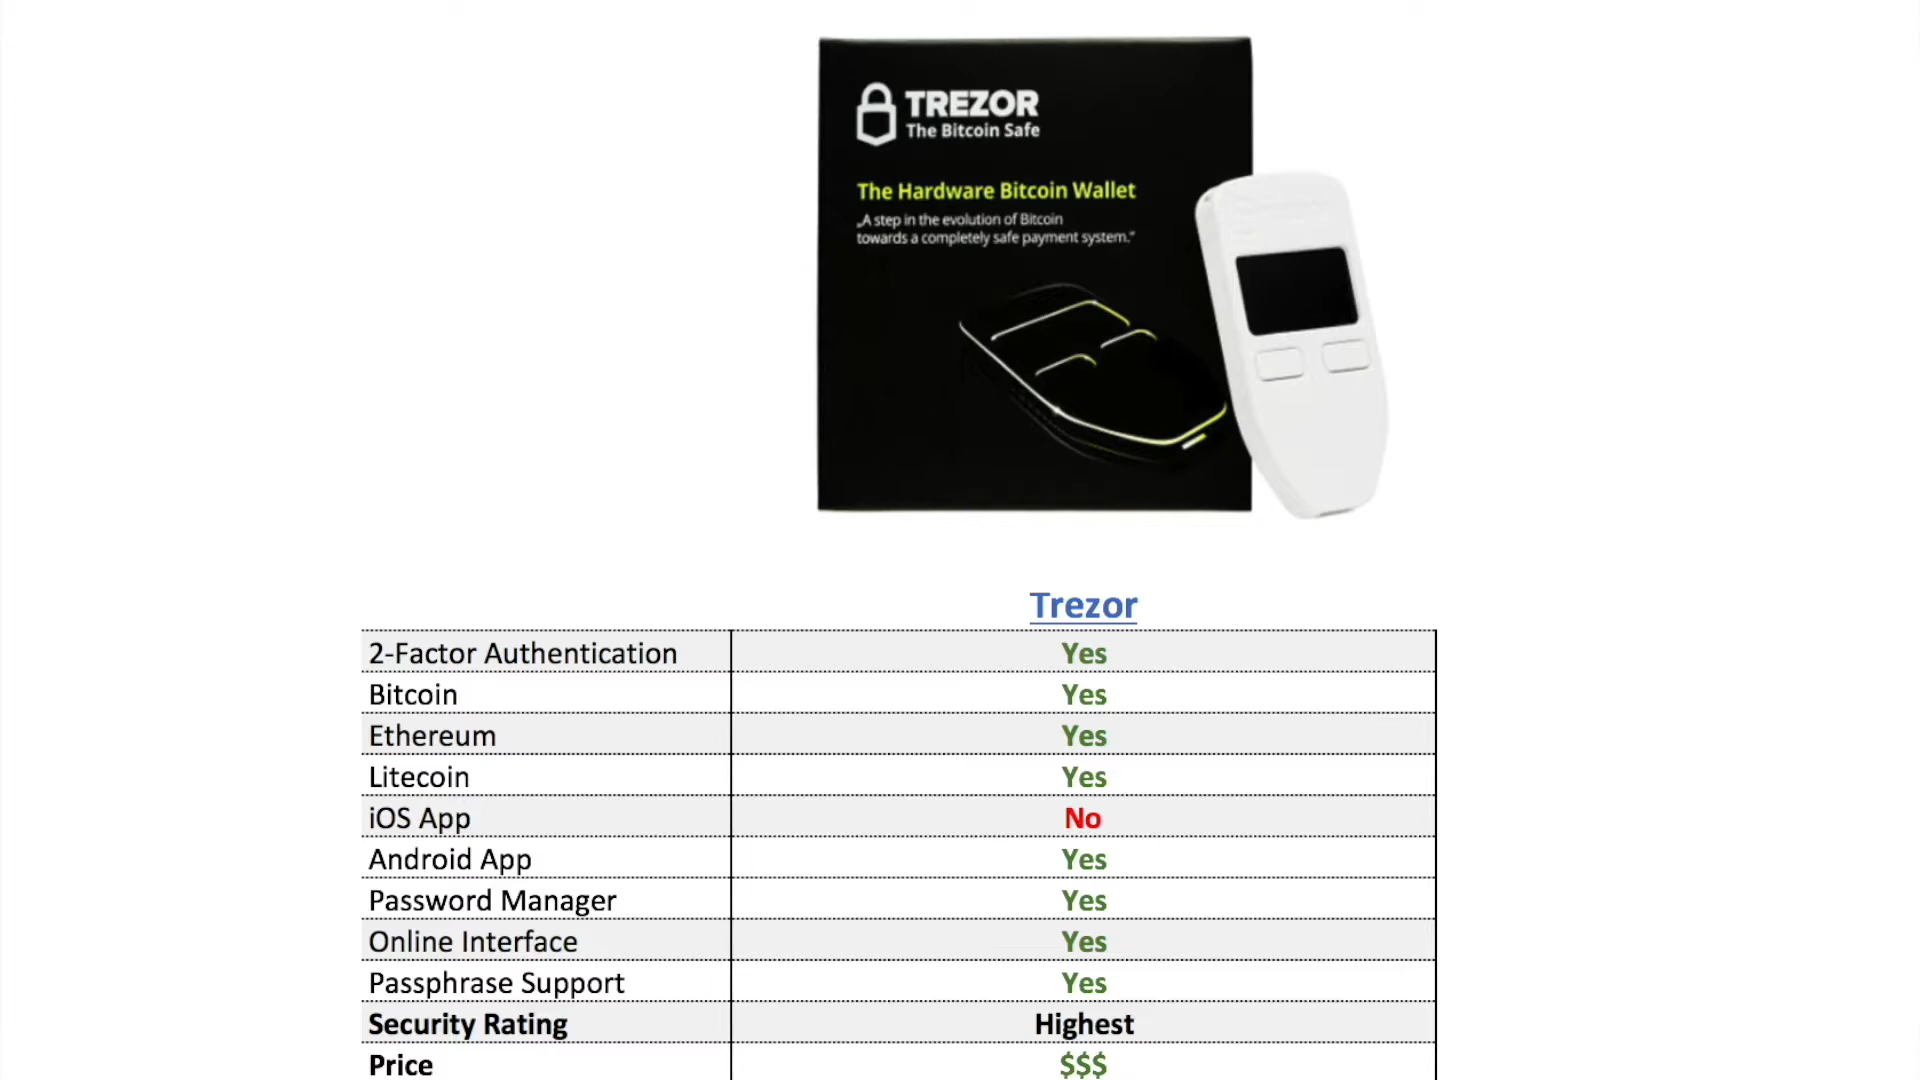 TREZOR
The Bitcoin Safe
The Hardware Bitcoin Wallet
„A step in the evolution of Bitcoin
towards a completely safe payment system.“
Trezor
2-Factor Authentication Yes
Bitcoin Yes
Ethereum Yes
Litecoin Yes
iOS App No
Android App Yes
Password Manager Yes
Online Interface Yes
Passphrase Support Yes
Security Rating Highest
Price $$$